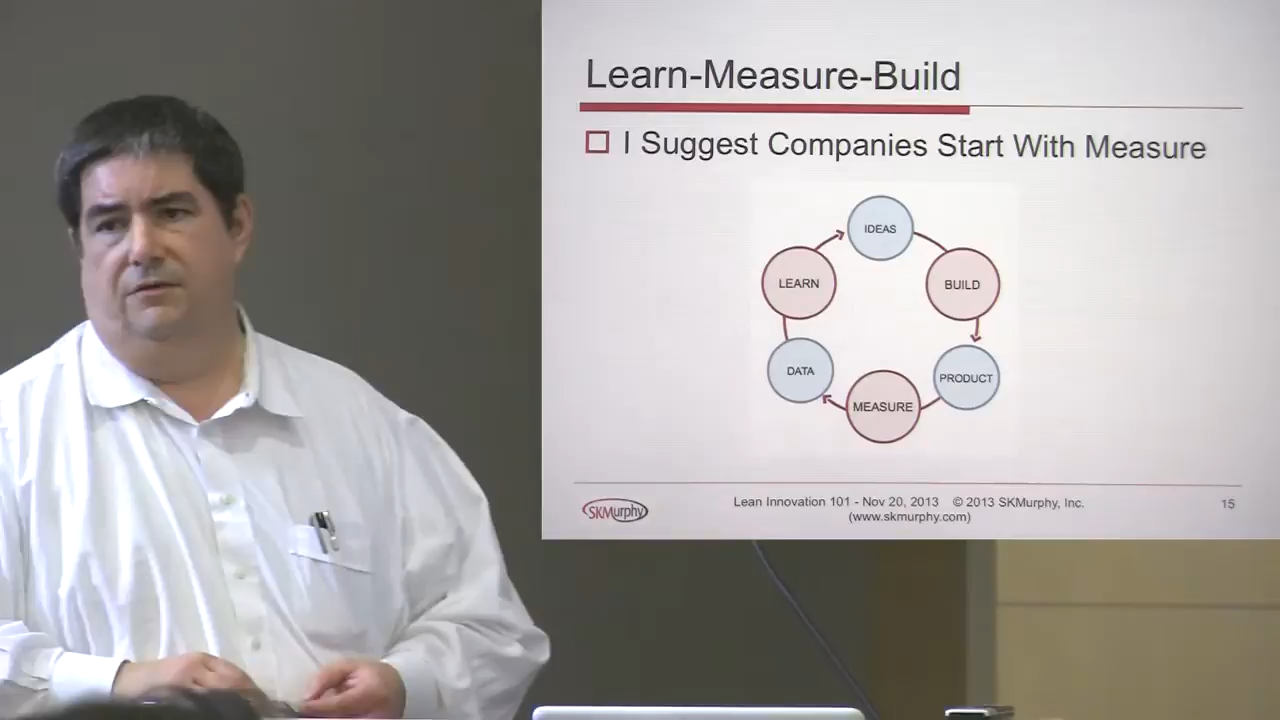 Learn-Measure-Build
I Suggest Companies Start With Measure
IDEAS
LEARN
BUILD
DATA
PRODUCT
MEASURE
SKMurphy
Lean Innovation 101 - Nov 20, 2013 © 2013 SKMurphy, Inc.
(www.skmurphy.com)
15